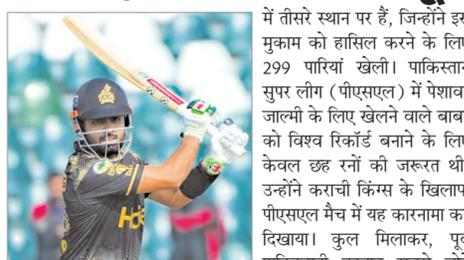 में तीसरे स्थान पर हैं, जिन्होंने इस
मुकाम को हासिल करने के लिए
299 पारियां खेली। पाकिस्तान
सुपर लीग (पीएसएल) में पेशावर
जाल्मी के लिए खेलने वाले बाबर
को विश्व रिकॉर्ड बनाने के लिए
केवल छह रनों की जरूरत थी।
उन्होंने कराची किंग्स के खिलाफ
पीएसएल मैच में यह कारनामा कर
दिखाया। कुल मिलाकर, पूर्व